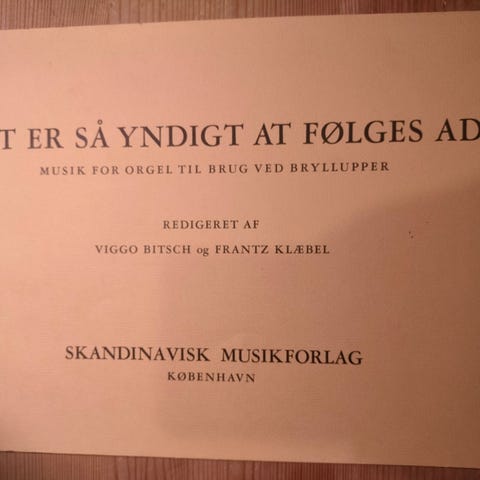 T ER SÅ YNDIGT AT FØLGES AD
MUSIK FOR ORGEL TIL BRUG VED BRYLLUPPER
REDIGERET AF
VIGGO BITSCH og FRANTZ KLÆBEL
SKANDINAVISK MUSIKFORLAG
KØBENHAVN